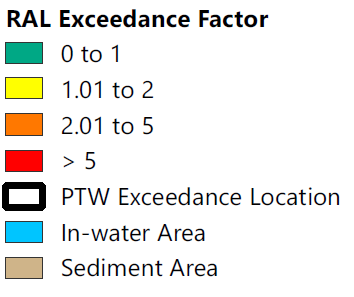 RAL Exceedance Factor
0 to 1
1.01 to 2
2.01 to 5
> 5
PTW Exceedance Location
In-water Area
Sediment Area